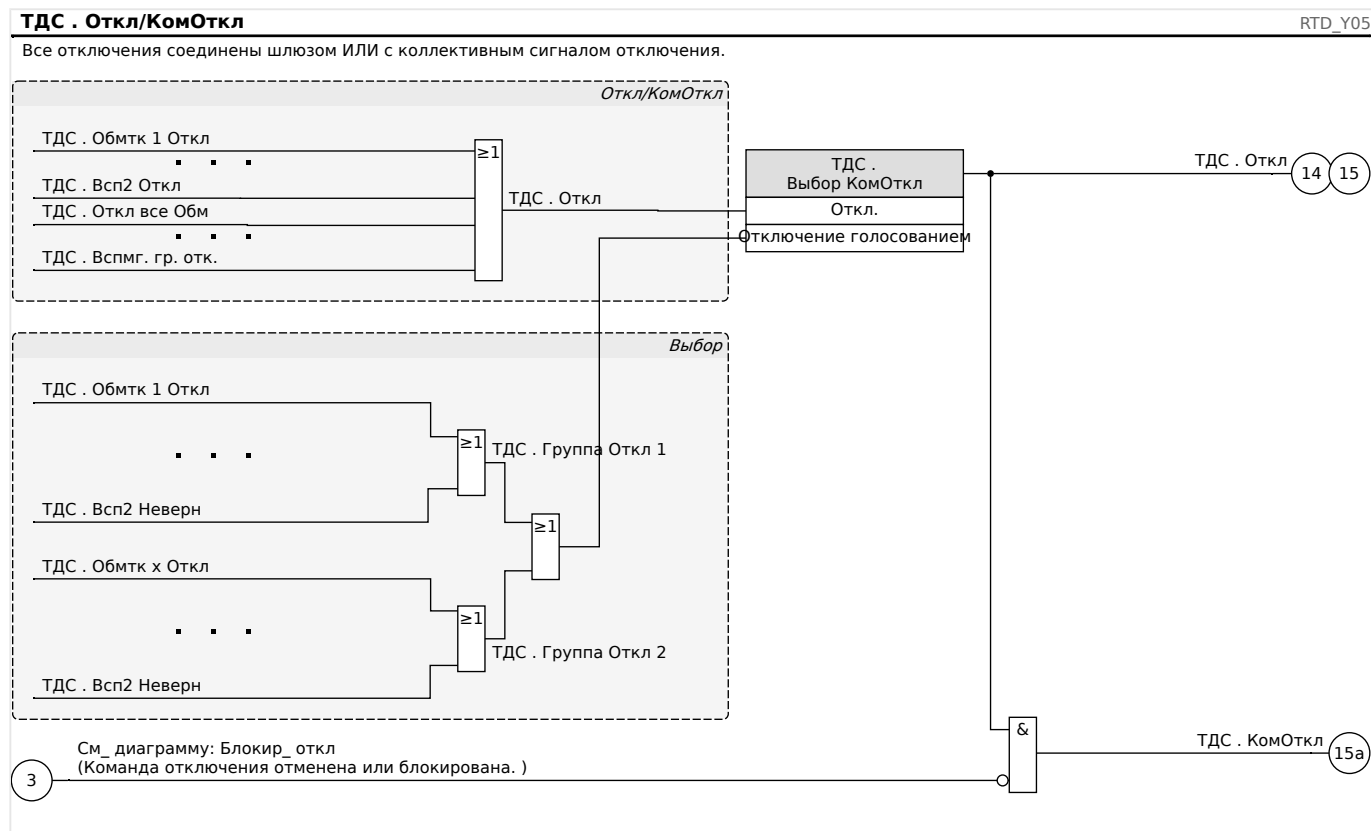 ТДС . Откл/КомОткл
RTD_Y05
Все отключения соединены шлюзом ИЛИ с коллективным сигналом отключения.
Откл/КомОткл
ТДС . Обмтк 1 Откл
≥1
ТДС . Всп2 Откл
ТДС . Откл все Обм
ТДС . Вспмг. гр. отк.
ТДС . Откл
ТДС .
Выбор КомОткл
Откл.
Отключение голосованием
ТДС . Откл
14
15
Выбор
ТДС . Обмтк 1 Откл
≥1
ТДС . Группа Откл 1
ТДС . Всп2 Неверн
≥1
ТДС . Обмтк x Откл
≥1
ТДС . Группа Откл 2
ТДС . Всп2 Неверн
&
ТДС . КомОткл
15a
См_ диаграмму: Блокир_ откл
(Команда отключения отменена или блокирована. )
3